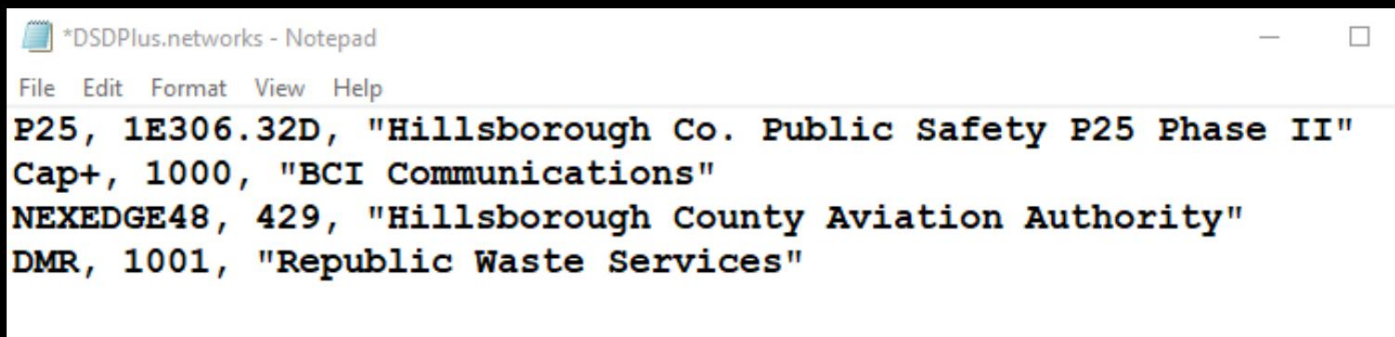 *DSDPlus.networks - Notepad
File Edit Format View Help
P25, 1E306.32D, "Hillsborough Co. Public Safety P25 Phase II"
Cap+, 1000, "BCI Communications"
NEXEDGE48, 429, "Hillsborough County Aviation Authority"
DMR, 1001, "Republic Waste Services"